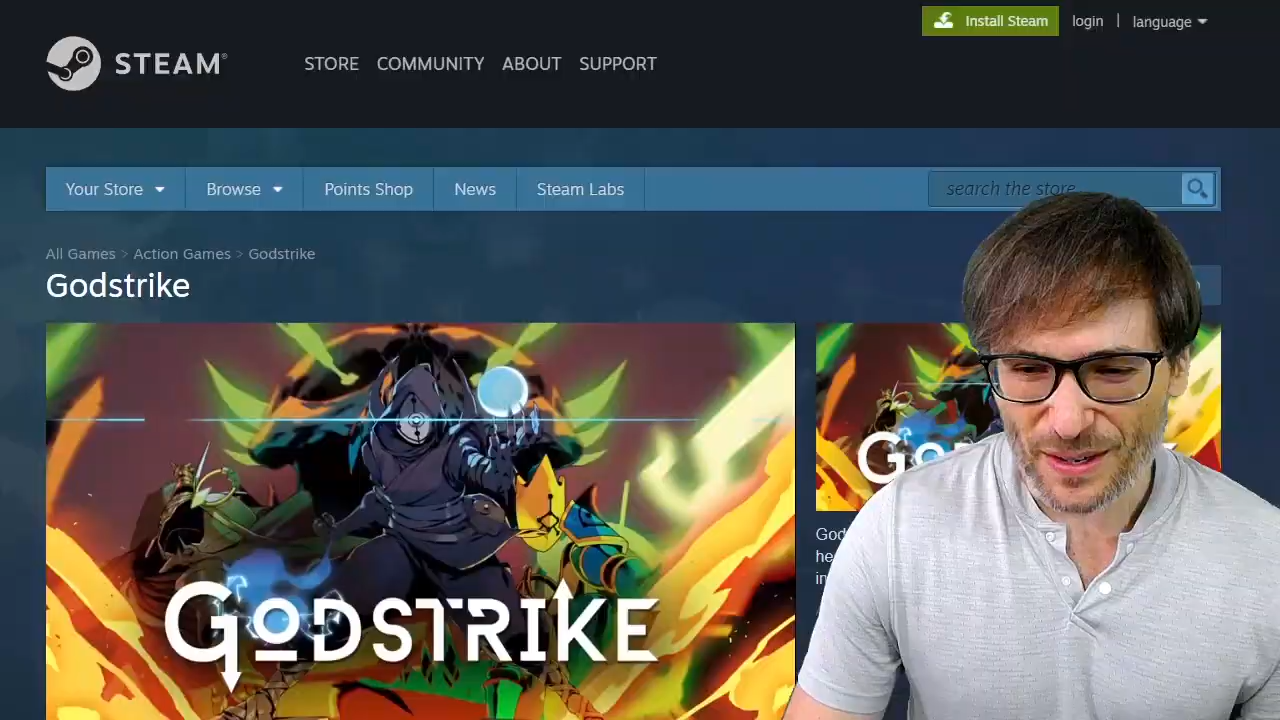 Install Steam
login | language
STEAM®
STORE COMMUNITY ABOUT SUPPORT
Your Store Browse Points Shop News Steam Labs
search the store
All Games > Action Games > Godstrike
Godstrike
GODSTRIKE